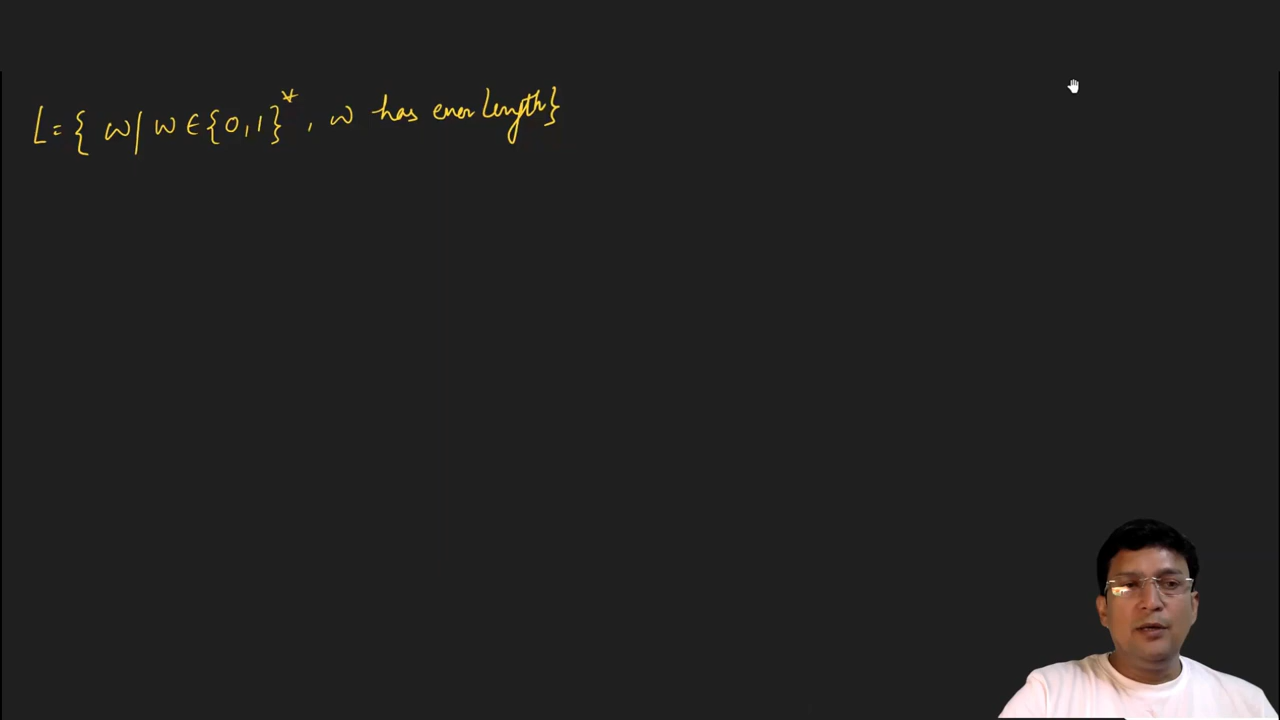 L = { w | w ∈ {0,1}*, w has even length }